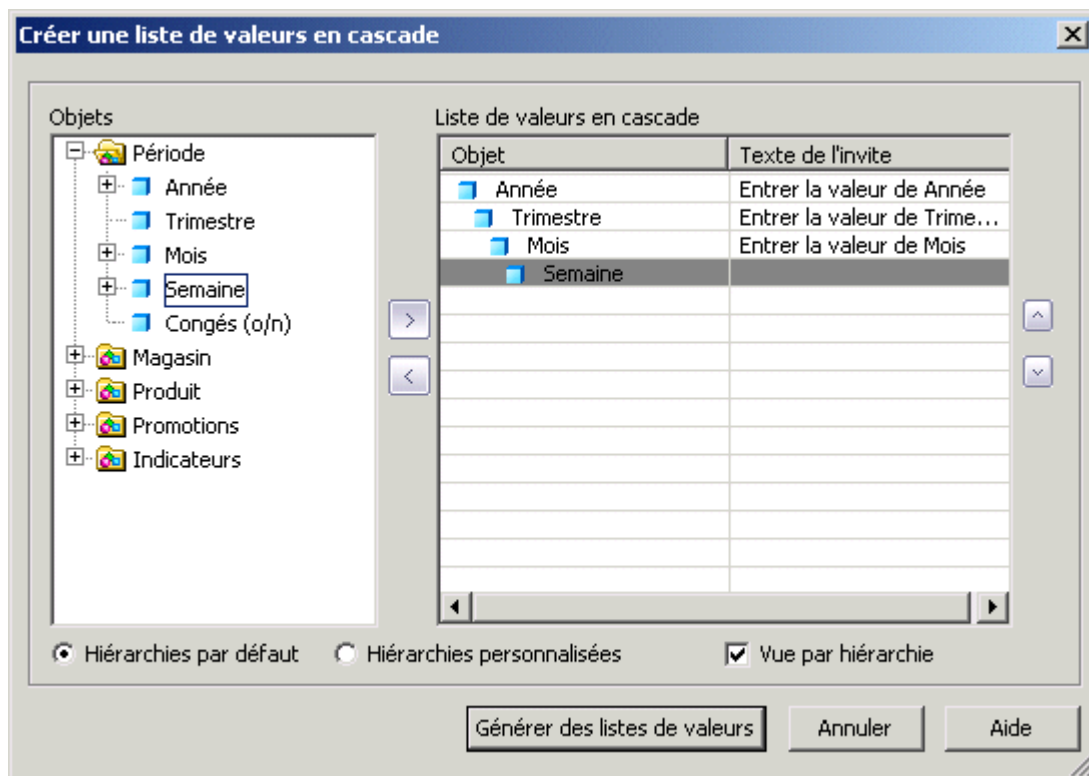 Créer une liste de valeurs en cascade
Objets
Période
Année
Trimestre
Mois
Semaine
Congés (o/n)
Magasin
Produit
Promotions
Indicateurs
Liste de valeurs en cascade
Objet Texte de l'invite
Année Entrer la valeur de Année
Trimestre Entrer la valeur de Trime...
Mois Entrer la valeur de Mois
Semaine
Hiérarchies par défaut Hiérarchies personnalisées Vue par hiérarchie
Générer des listes de valeurs Annuler Aide